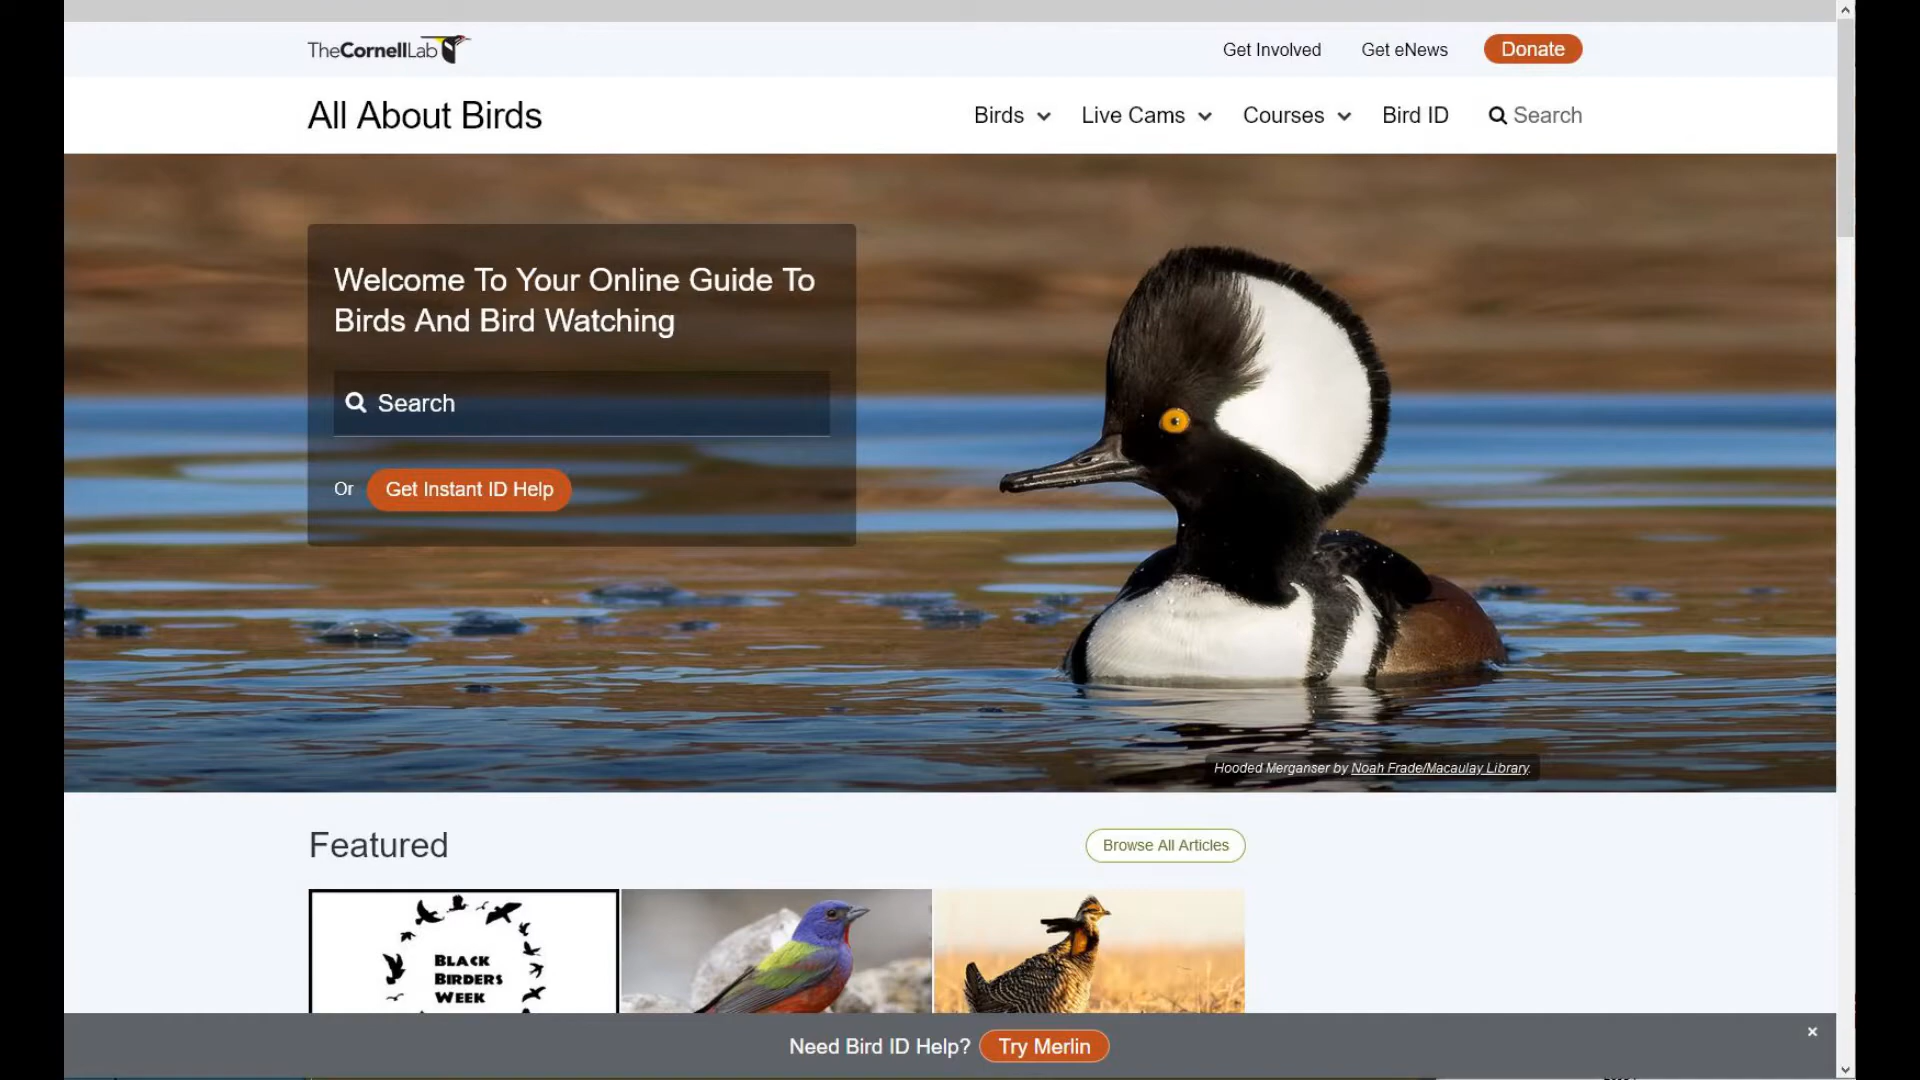 TheCornellLab
Get Involved
Get eNews
Donate
All About Birds
Birds
Live Cams
Courses
Bird ID
Search
Welcome To Your Online Guide To
Birds And Bird Watching
Search
Or
Get Instant ID Help
Hooded Merganser by Noah Frade/Macaulay Library.
Featured
Browse All Articles
BLACK
BIRDERS
WEEK
Need Bird ID Help?
Try Merlin